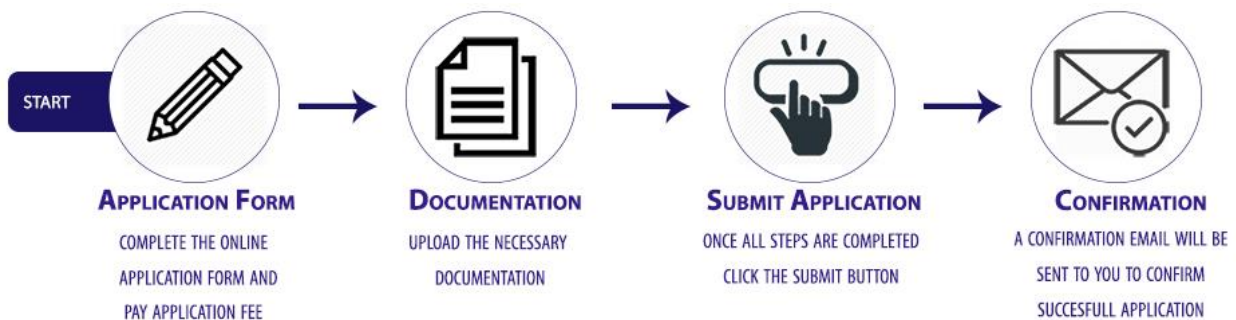 START
APPLICATION FORM
COMPLETE THE ONLINE
APPLICATION FORM AND
PAY APPLICATION FEE
DOCUMENTATION
UPLOAD THE NECESSARY
DOCUMENTATION
SUBMIT APPLICATION
ONCE ALL STEPS ARE COMPLETED
CLICK THE SUBMIT BUTTON
CONFIRMATION
A CONFIRMATION EMAIL WILL BE
SENT TO YOU TO CONFIRM
SUCCESFULL APPLICATION